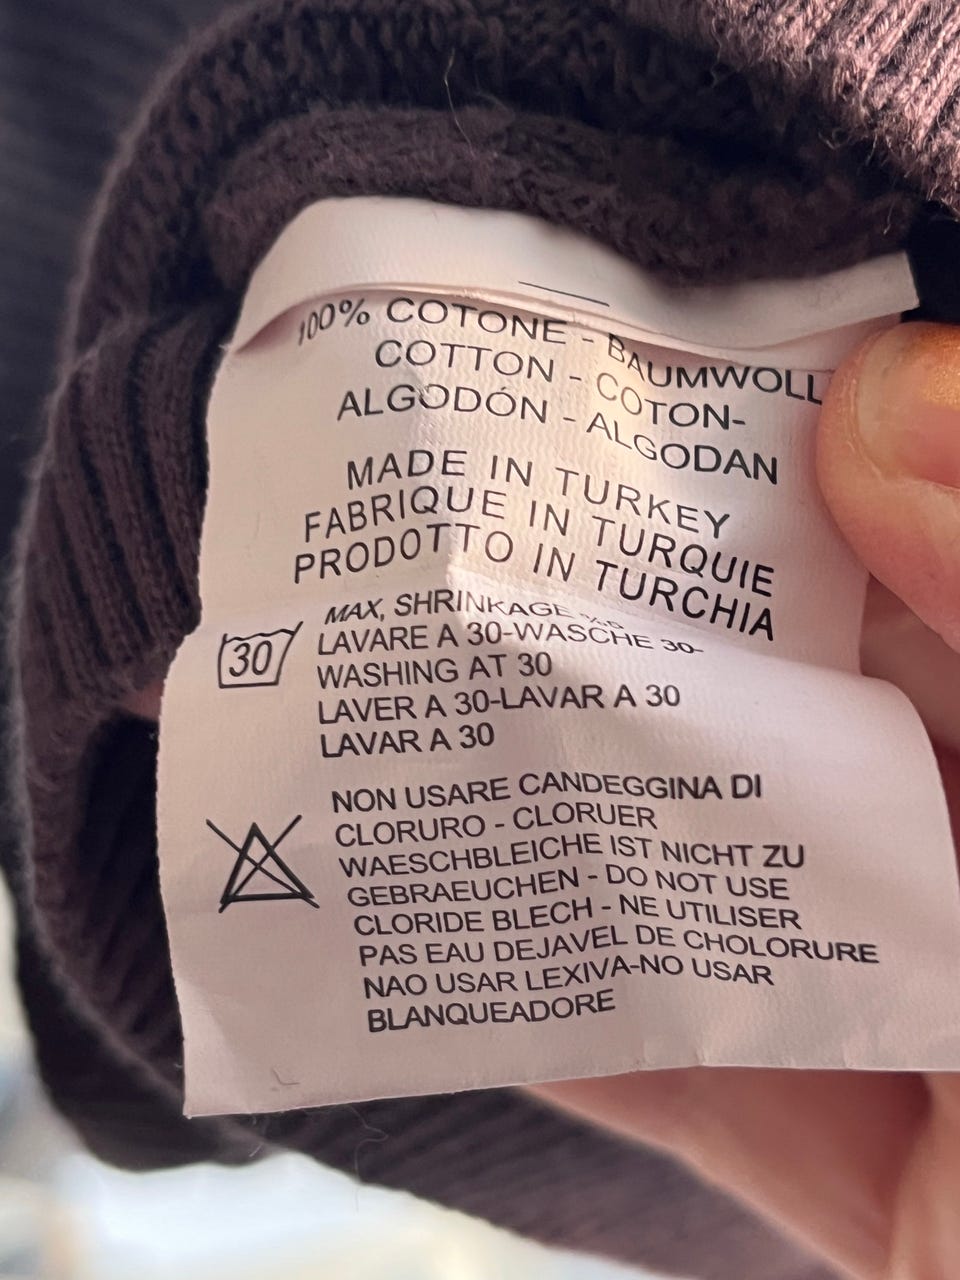 100% COTONE - BAUMWOLL
COTTON - COTON-
ALGODÓN - ALGODAN
MADE IN TURKEY
FABRIQUE IN TURQUIE
PRODOTTO IN TURCHIA
MAX, SHRINKAGE
30
LAVARE A 30-WASCHE 30-
WASHING AT 30
LAVER A 30-LAVAR A 30
LAVAR A 30
NON USARE CANDEGGINA DI
CLORURO - CLORUER
WAESCHBLEICHE IST NICHT ZU
GEBRAEUCHEN - DO NOT USE
CLORIDE BLECH - NE UTILISER
PAS EAU DEJAVEL DE CHOLORURE
NAO USAR LEXIVA-NO USAR
BLANQUEADORE